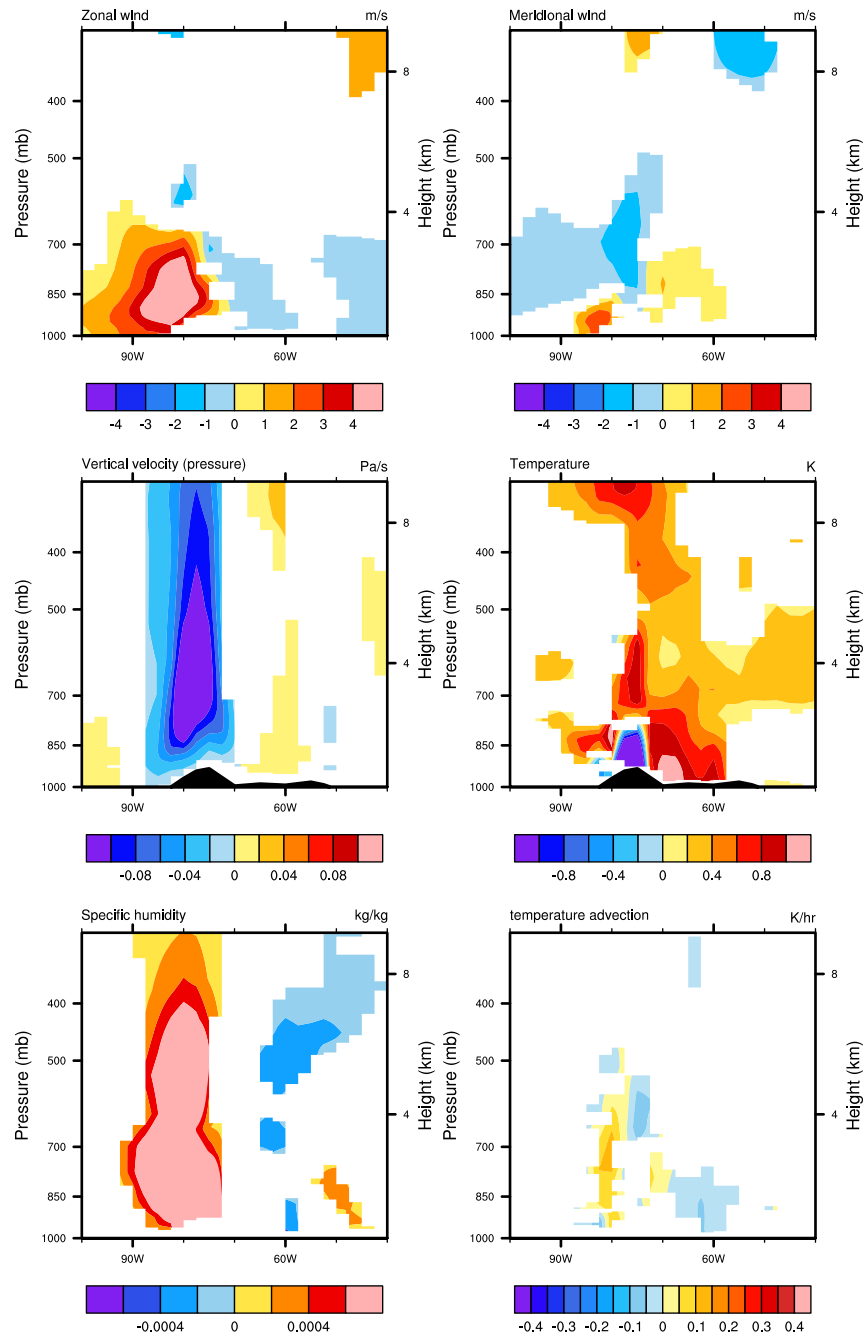 Zonal wind m/s
Meridional wind m/s
400
500
700
850
1000
Pressure (mb)
8
4
Height (km)
90W 60W
-4 -3 -2 -1 0 1 2 3 4
400
500
700
850
1000
Pressure (mb)
8
4
Height (km)
90W 60W
-4 -3 -2 -1 0 1 2 3 4
Vertical velocity (pressure) Pa/s
Temperature K
400
500
700
850
1000
Pressure (mb)
8
4
Height (km)
90W 60W
-0.08 -0.04 0 0.04 0.08
400
500
700
850
1000
Pressure (mb)
8
4
Height (km)
90W 60W
-0.8 -0.4 0 0.4 0.8
Specific humidity kg/kg
temperature advection K/hr
400
500
700
850
1000
Pressure (mb)
8
4
Height (km)
90W 60W
-0.0004 0 0.0004
400
500
700
850
1000
Pressure (mb)
8
4
Height (km)
90W 60W
-0.4 -0.3 -0.2 -0.1 0 0.1 0.2 0.3 0.4